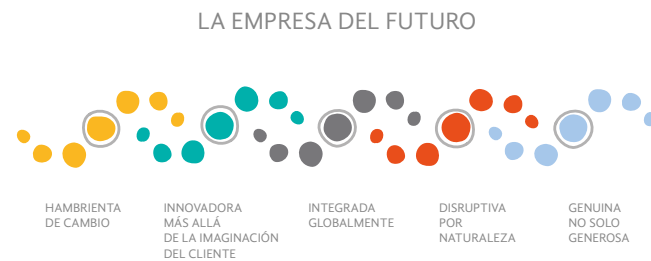 LA EMPRESA DEL FUTURO
HAMBRIENTA
DE CAMBIO
INNOVADORA
MÁS ALLÁ
DE LA IMAGINACIÓN
DEL CLIENTE
INTEGRADA
GLOBALMENTE
DISRUPTIVA
POR
NATURALEZA
GENUINA
NO SOLO
GENEROSA